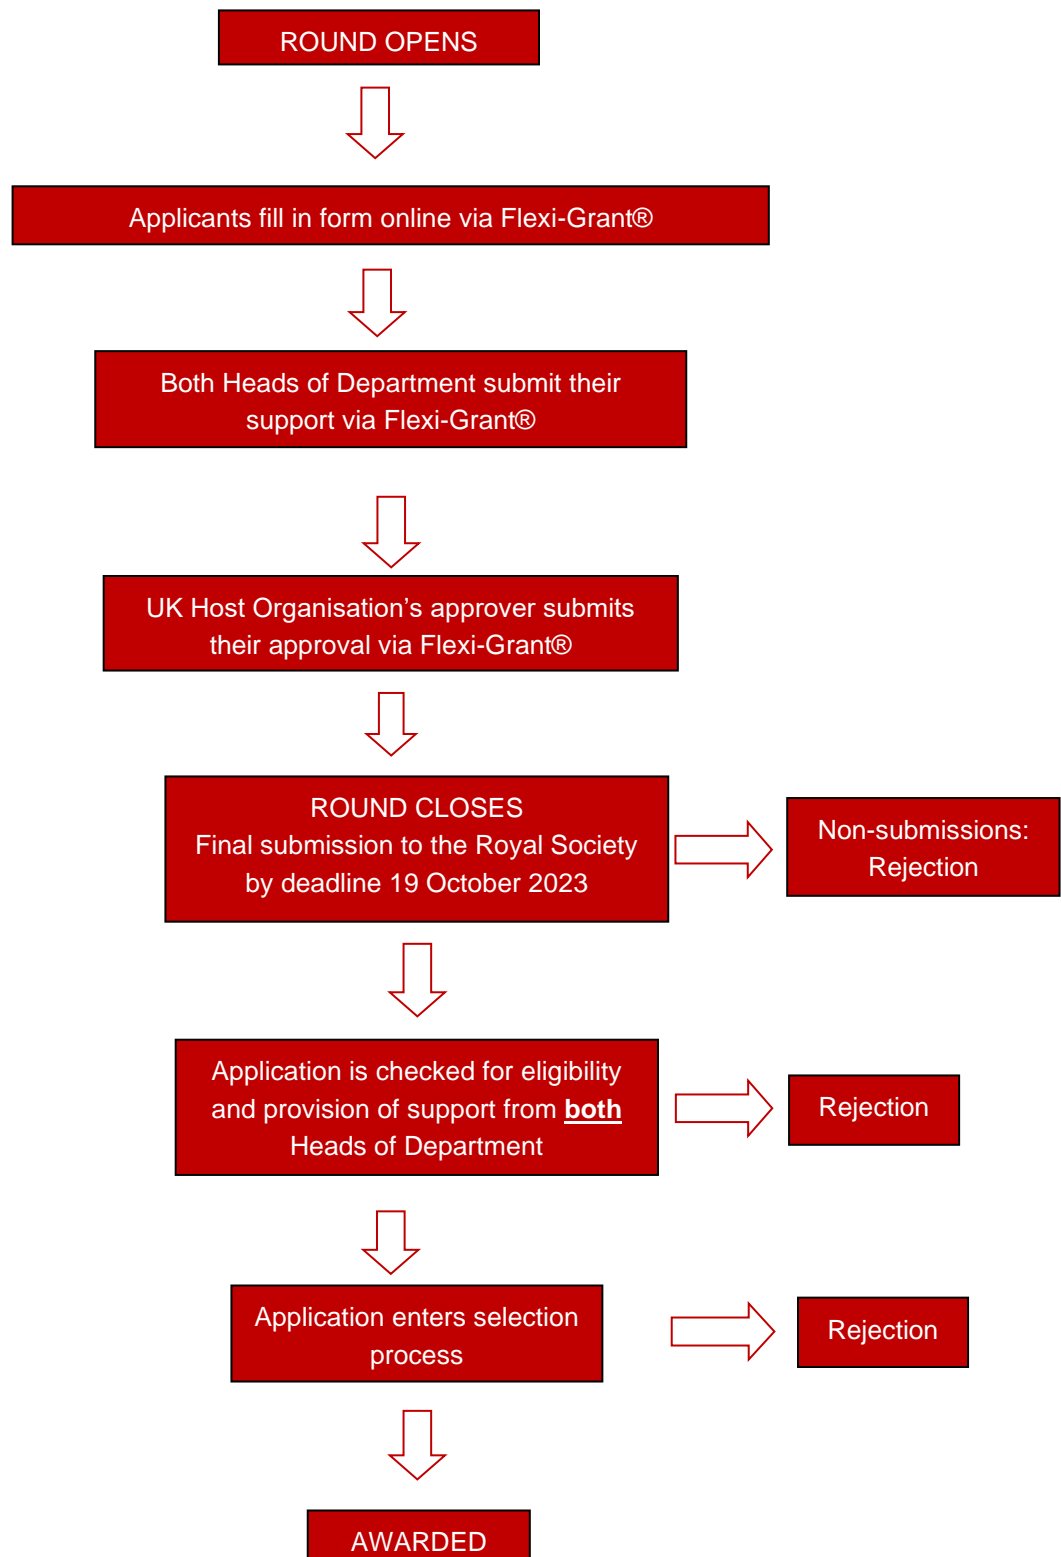 ROUND OPENS
Applicants fill in form online via Flexi-Grant®
Both Heads of Department submit their
support via Flexi-Grant®
UK Host Organisation’s approver submits
their approval via Flexi-Grant®
ROUND CLOSES
Final submission to the Royal Society
by deadline 19 October 2023
Non-submissions:
Rejection
Application is checked for eligibility
and provision of support from both
Heads of Department
Rejection
Application enters selection
process
Rejection
AWARDED